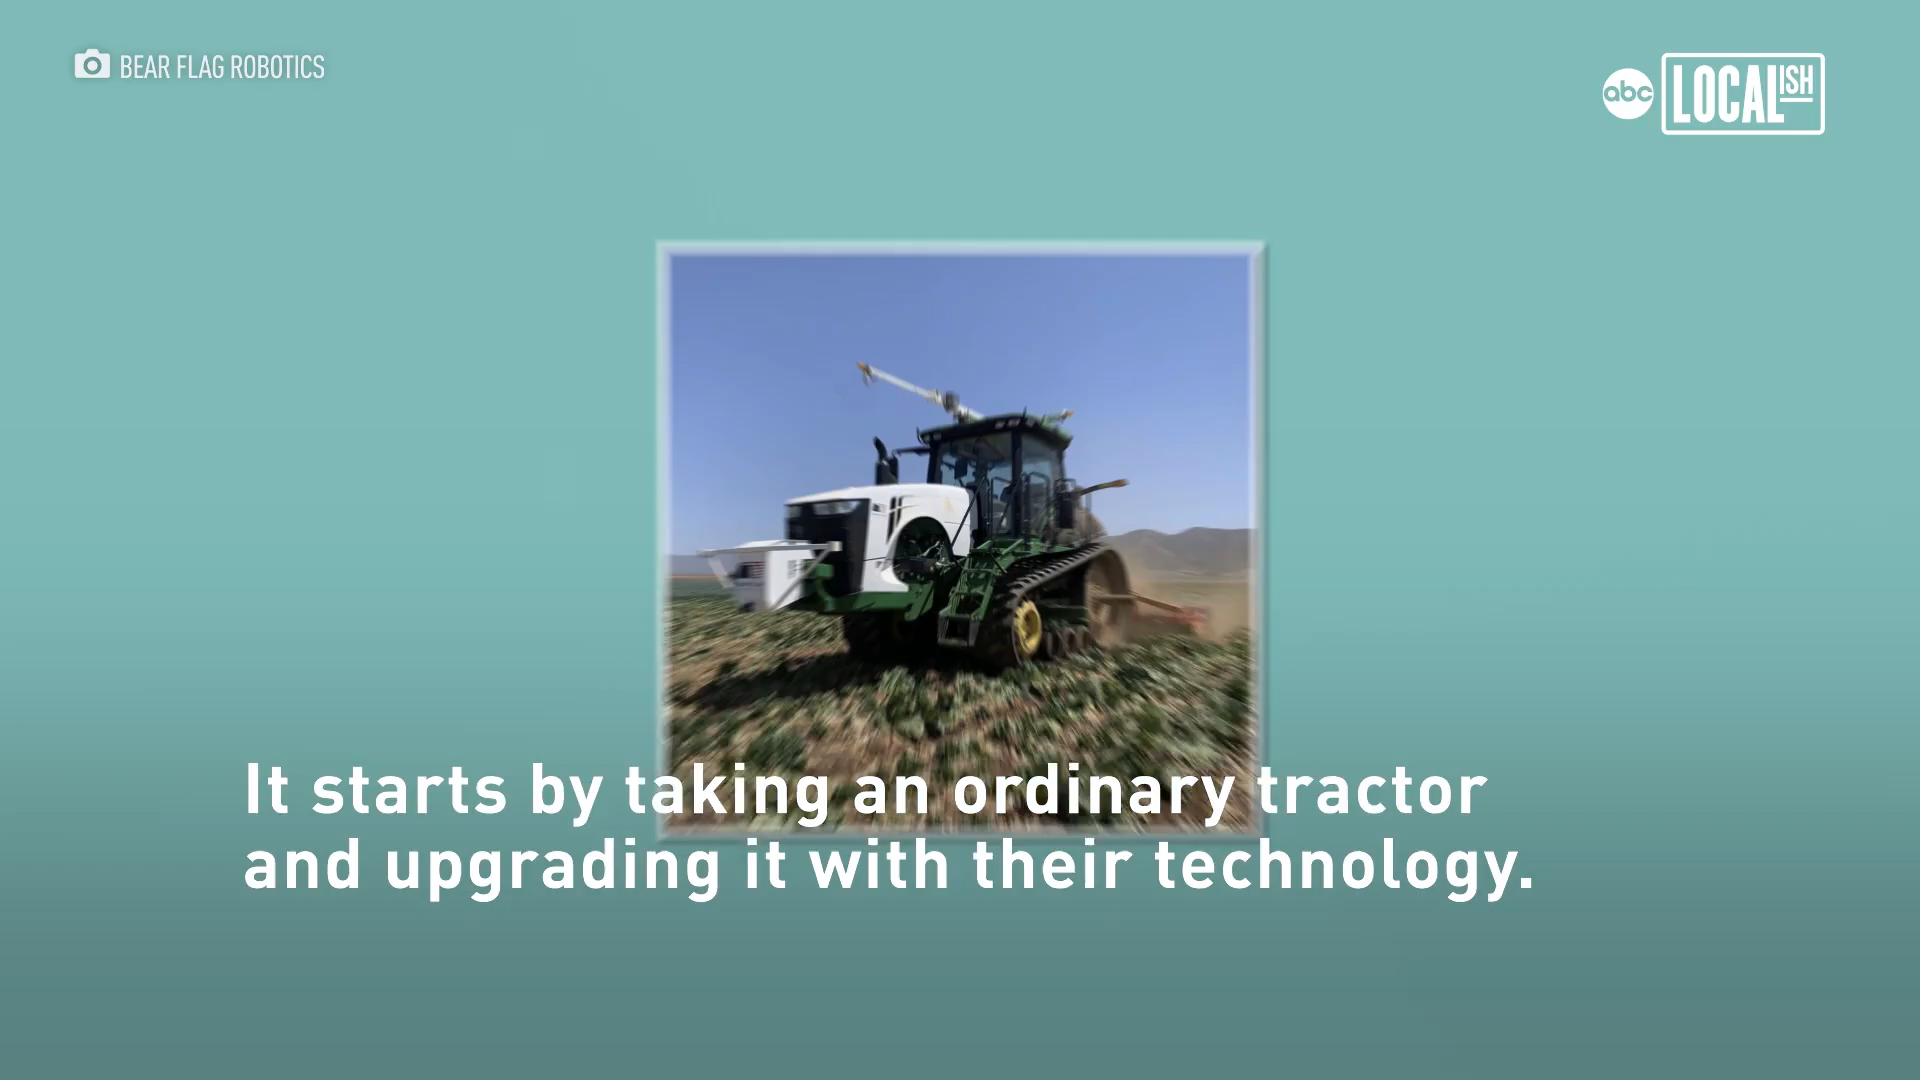 BEAR FLAG ROBOTICS
abc LOCALISH
It starts by taking an ordinary tractor
and upgrading it with their technology.